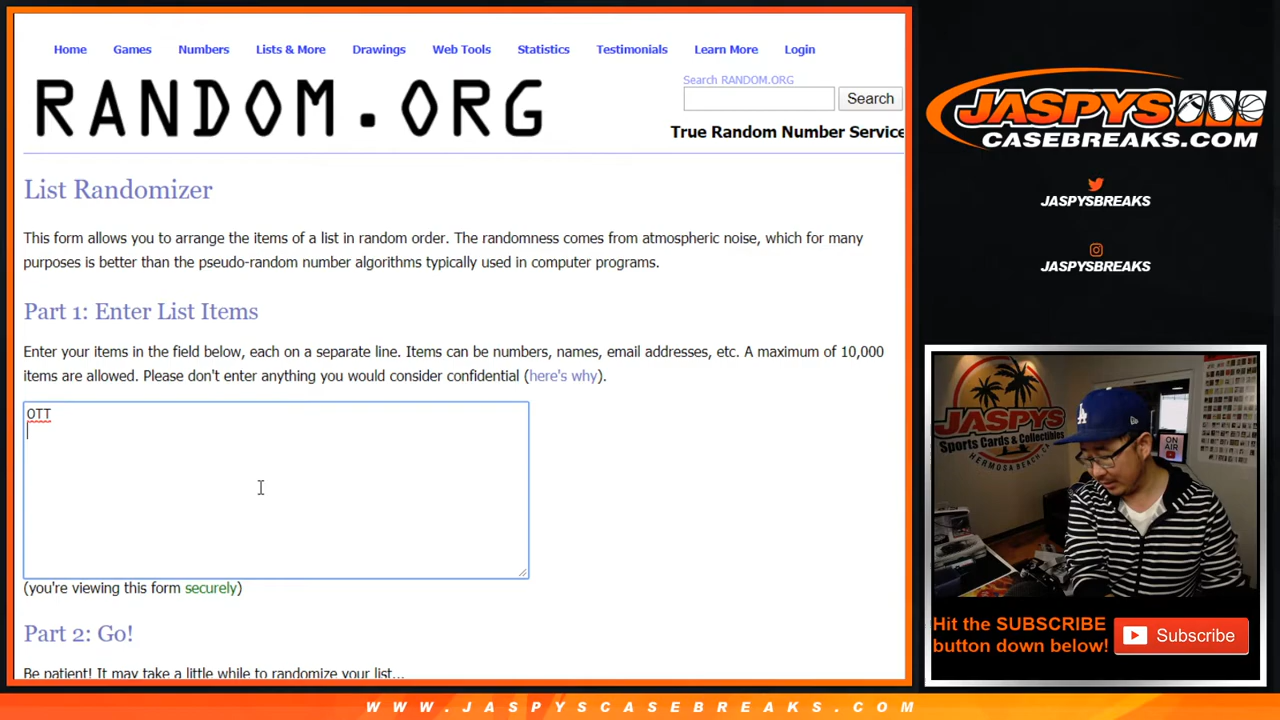 Home Games Numbers Lists & More Drawings Web Tools Statistics Testimonials Learn More Login
RANDOM.ORG
Search RANDOM.ORG
Search
True Random Number Service
List Randomizer
This form allows you to arrange the items of a list in random order. The randomness comes from atmospheric noise, which for many
purposes is better than the pseudo-random number algorithms typically used in computer programs.
Part 1: Enter List Items
Enter your items in the field below, each on a separate line. Items can be numbers, names, email addresses, etc. A maximum of 10,000
items are allowed. Please don't enter anything you would consider confidential (here's why).
OTT
(you're viewing this form securely)
Part 2: Go!
Be patient! It may take a little while to randomize your list...
JASPYS
CASEBREAKS.COM
JASPYSBREAKS
JASPYSBREAKS
JASPYS
Sports Cards & Collectibles
HERMOSA BEACH, CA
ON
AIR
Hit the SUBSCRIBE
button down below!
Subscribe
WWW.JASPYSCASEBREAKS.COM